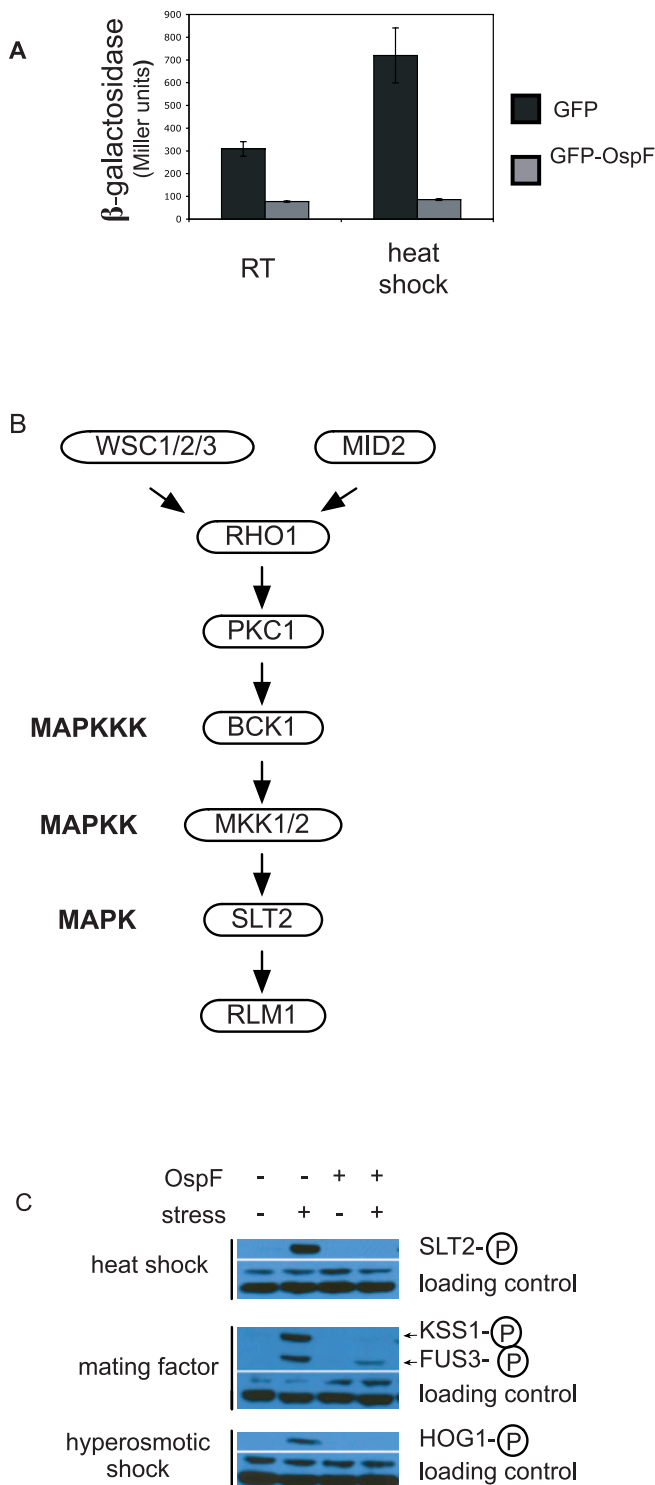 A
β-galactosidase
(Miller units)
900
800
700
600
500
400
300
200
100
0
RT
heat
shock
GFP
GFP-OspF
B
WSC1/2/3
MID2
RHO1
PKC1
MAPKKK
BCK1
MAPKK
MKK1/2
MAPK
SLT2
RLM1
C
OspF - - + +
stress - + - +
heat shock
SLT2-P
loading control
mating factor
KSS1-P
FUS3-P
loading control
hyperosmotic
shock
HOG1-P
loading control